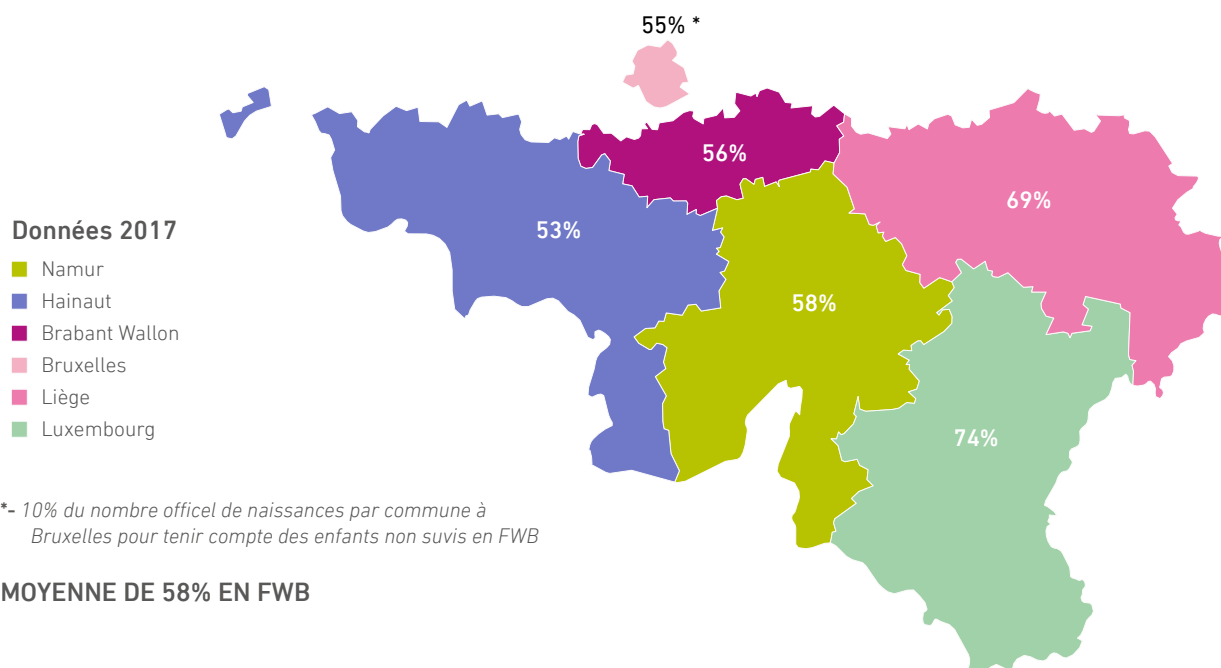 55% *
56%
69%
53%
58%
74%
Données 2017
Namur
Hainaut
Brabant Wallon
Bruxelles
Liège
Luxembourg
*- 10% du nombre officel de naissances par commune à
Bruxelles pour tenir compte des enfants non suvis en FWB
MOYENNE DE 58% EN FWB